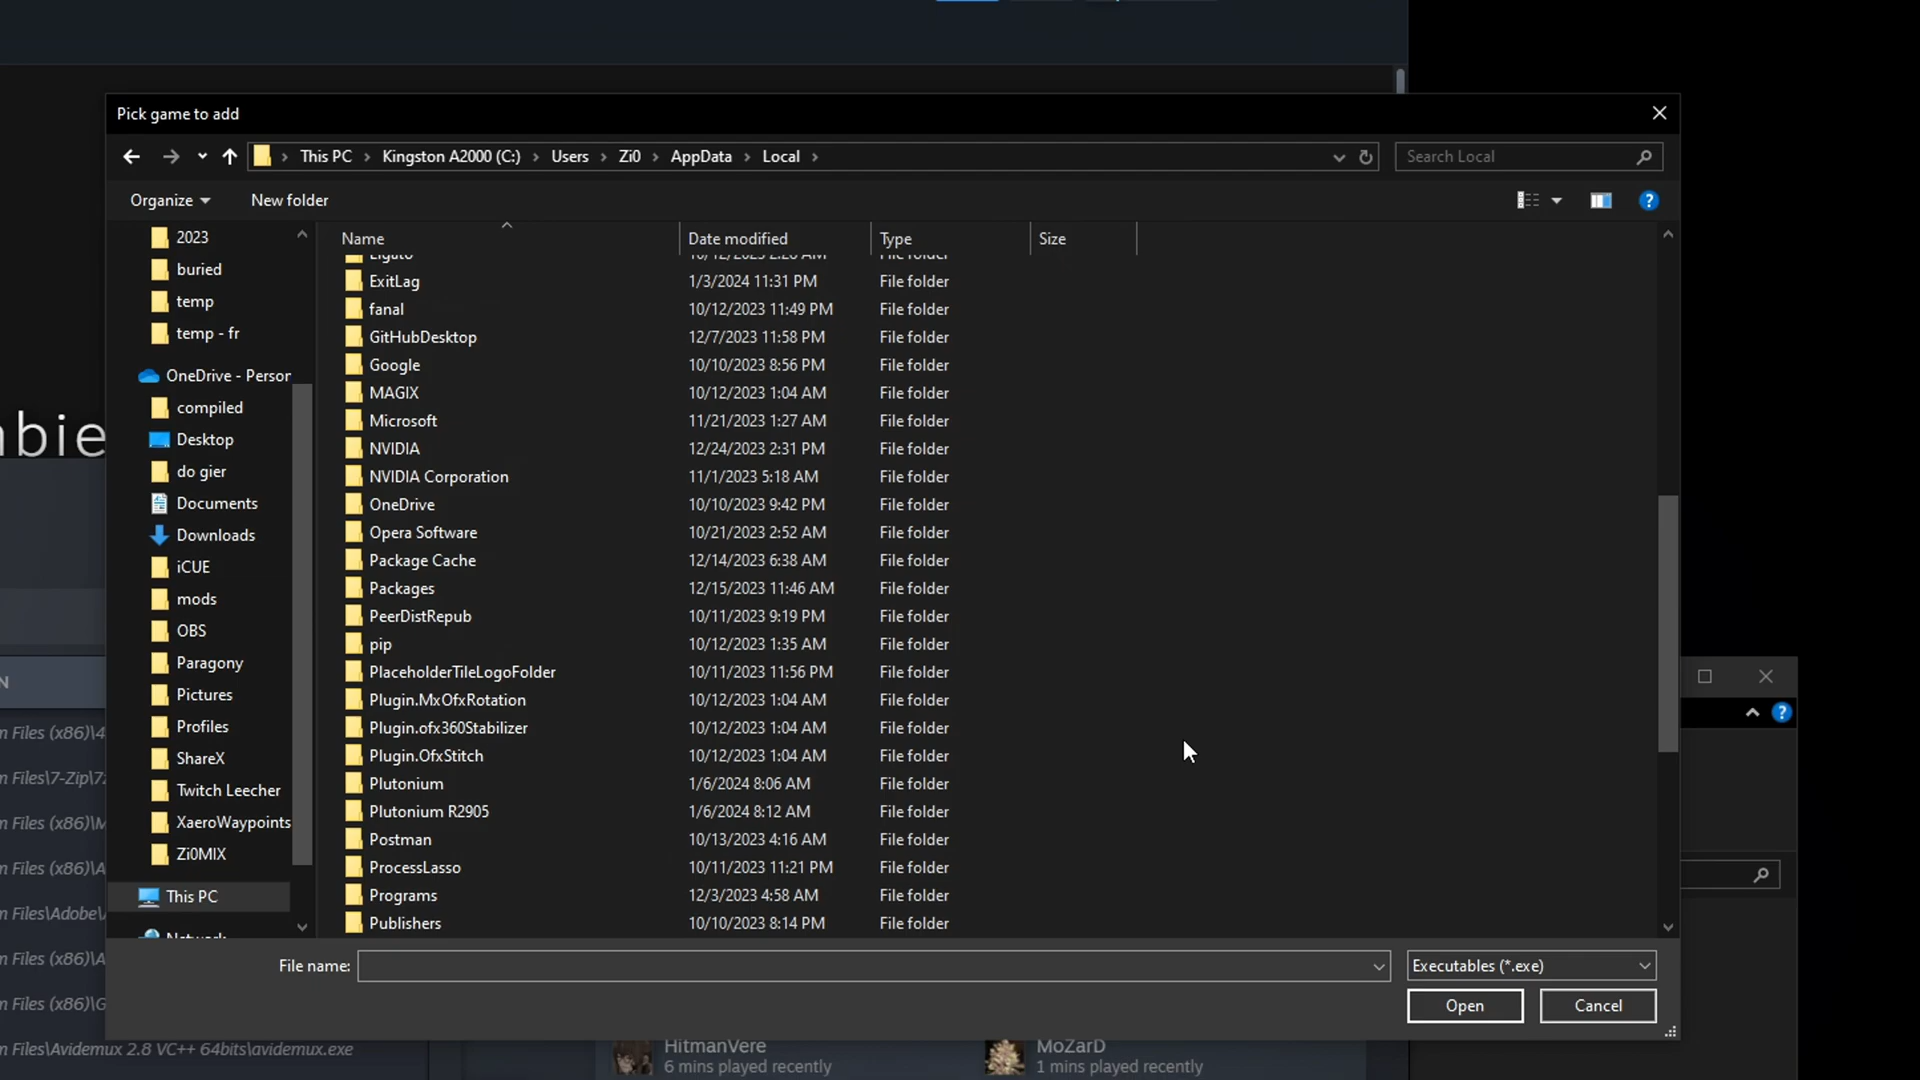 Pick game to add
This PC > Kingston A2000 (C:) > Users > Zi0 > AppData > Local >
Search Local
Organize
New folder
Name
Date modified
Type
Size
2023
buried
temp
temp - fr
OneDrive - Person
compiled
Desktop
do gier
Documents
Downloads
iCUE
mods
OBS
Paragony
Pictures
Profiles
ShareX
Twitch Leecher
XaeroWaypoints
Zi0MIX
This PC
Network
Elgato 10/12/2023 2:28 AM File folder
ExitLag 1/3/2024 11:31 PM File folder
fanal 10/12/2023 11:49 PM File folder
GitHubDesktop 12/7/2023 11:58 PM File folder
Google 10/10/2023 8:56 PM File folder
MAGIX 10/12/2023 1:04 AM File folder
Microsoft 11/21/2023 1:27 AM File folder
NVIDIA 12/24/2023 2:31 PM File folder
NVIDIA Corporation 11/1/2023 5:18 AM File folder
OneDrive 10/10/2023 9:42 PM File folder
Opera Software 10/21/2023 2:52 AM File folder
Package Cache 12/14/2023 6:38 AM File folder
Packages 12/15/2023 11:46 AM File folder
PeerDistRepub 10/11/2023 9:19 PM File folder
pip 10/12/2023 1:35 AM File folder
PlaceholderTileLogoFolder 10/11/2023 11:56 PM File folder
Plugin.MxOfxRotation 10/12/2023 1:04 AM File folder
Plugin.ofx360Stabilizer 10/12/2023 1:04 AM File folder
Plugin.OfxStitch 10/12/2023 1:04 AM File folder
Plutonium 1/6/2024 8:06 AM File folder
Plutonium R2905 1/6/2024 8:12 AM File folder
Postman 10/13/2023 4:16 AM File folder
ProcessLasso 10/11/2023 11:21 PM File folder
Programs 12/3/2023 4:58 AM File folder
Publishers 10/10/2023 8:14 PM File folder
File name:
Executables (*.exe)
Open
Cancel
bie
N
m Files (x86)\4
m Files\7-Zip\7z
m Files (x86)\M
m Files (x86)\A
m Files\Adobe\
m Files (x86)\A
m Files (x86)\G
m Files\Avidemux 2.8 VC++ 64bits\avidemux.exe
HitmanVere
6 mins played recently
MoZarD
1 mins played recently